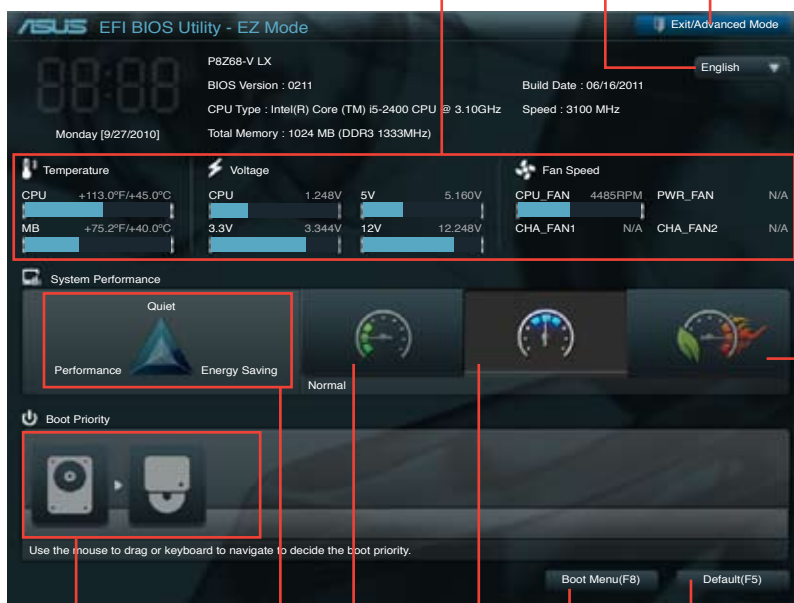 ASUS EFI BIOS Utility - EZ Mode
Exit/Advanced Mode
English
88:88
Monday [9/27/2010]
P8Z68-V LX
BIOS Version : 0211
Build Date : 06/16/2011
CPU Type : Intel(R) Core (TM) i5-2400 CPU @ 3.10GHz
Speed : 3100 MHz
Total Memory : 1024 MB (DDR3 1333MHz)
Temperature
CPU +113.0°F/+45.0°C
MB +75.2°F/+40.0°C
Voltage
CPU 1.248V 5V 5.160V
3.3V 3.344V 12V 12.248V
Fan Speed
CPU_FAN 4485RPM PWR_FAN N/A
CHA_FAN1 N/A CHA_FAN2 N/A
System Performance
Quiet
Performance
Energy Saving
Normal
Boot Priority
Use the mouse to drag or keyboard to navigate to decide the boot priority.
Boot Menu(F8)
Default(F5)